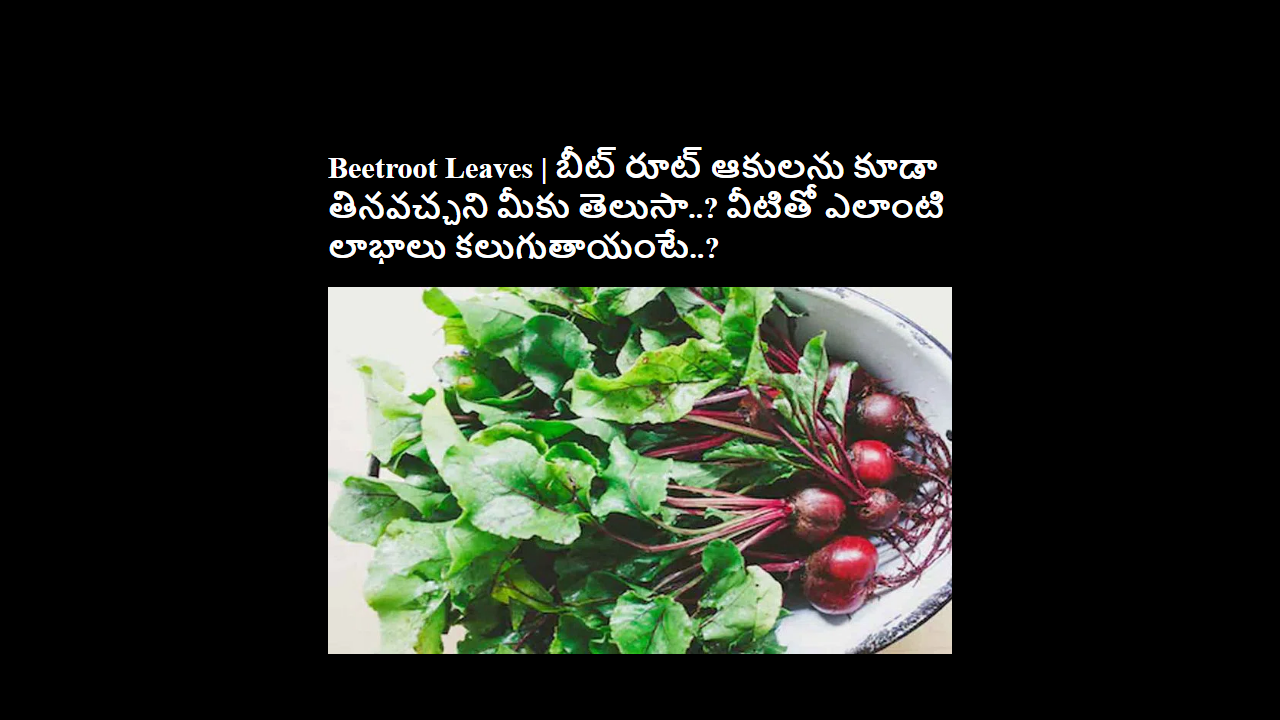 Beetroot Leaves | బీట్ రూట్ ఆకులను కూడా
తినవచ్చని మీకు తెలుసా..? వీటితో ఎలాంటి
లాభాలు కలుగుతాయంటే..?